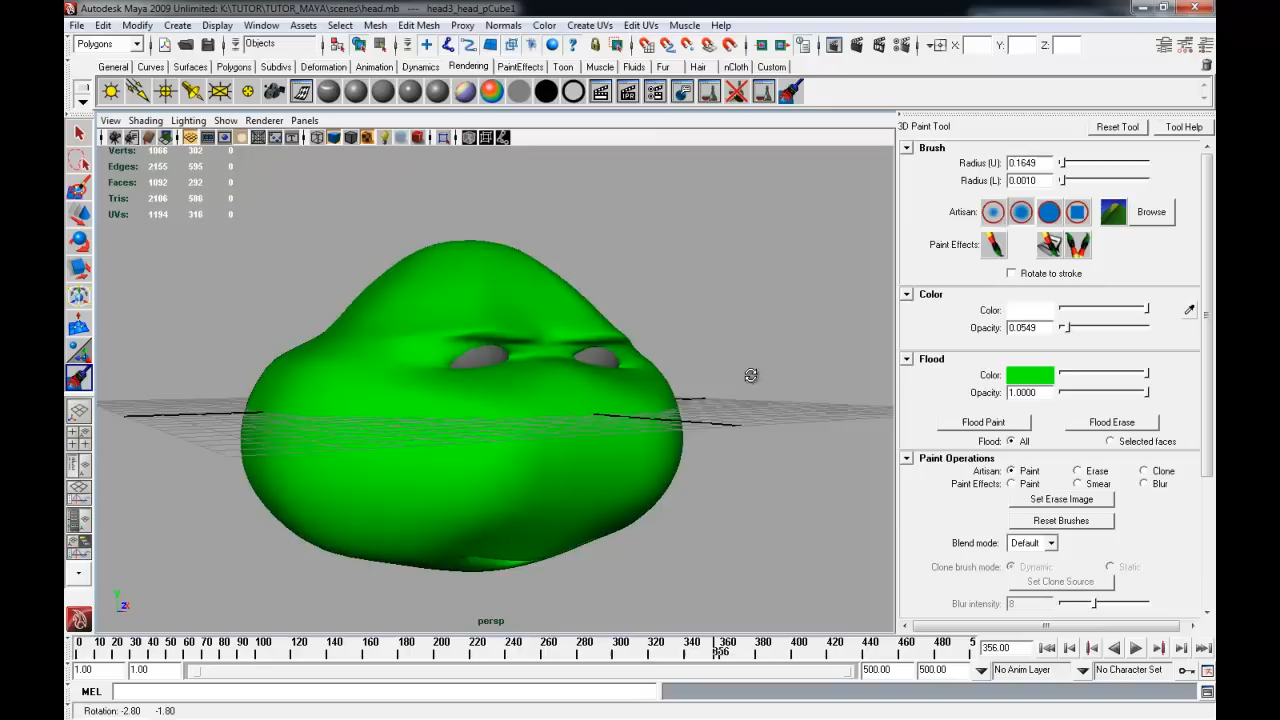 Autodesk Maya 2009 Unlimited: K:\TUTOR\TUTOR_MAYA\scenes\head.mb --- head3_head_pCube1
File Edit Modify Create Display Window Assets Select Mesh Edit Mesh Proxy Normals Color Create UVs Edit UVs Muscle Help
Polygons Objects X: Y: Z:
General Curves Surfaces Polygons Subdivs Deformation Animation Dynamics Rendering PaintEffects Toon Muscle Fluids Fur Hair nCloth Custom
View Shading Lighting Show Renderer Panels
3D Paint Tool Reset Tool Tool Help
Verts: 1066 302 0
Edges: 2155 595 0
Faces: 1092 292 0
Tris: 2106 586 0
UVs: 1194 316 0
persp
Brush
Radius (U): 0.1649
Radius (L): 0.0010
Artisan: Browse
Paint Effects:
Rotate to stroke
Color
Color:
Opacity: 0.0549
Flood
Color:
Opacity: 1.0000
Flood Paint Flood Erase
Flood: All Selected faces
Paint Operations
Artisan: Paint Erase Clone
Paint Effects: Paint Smear Blur
Set Erase Image
Reset Brushes
Blend mode: Default
Clone brush mode: Dynamic Static
Set Clone Source
Blur intensity: 8
0 10 20 30 40 50 60 80 100 120 140 160 180 200 220 240 260 280 300 320 340 360 380 400 420 440 460 480 5
356 356.00
1.00 1.00 500.00 500.00 No Anim Layer No Character Set
MEL
Rotation: -2.80 -1.80